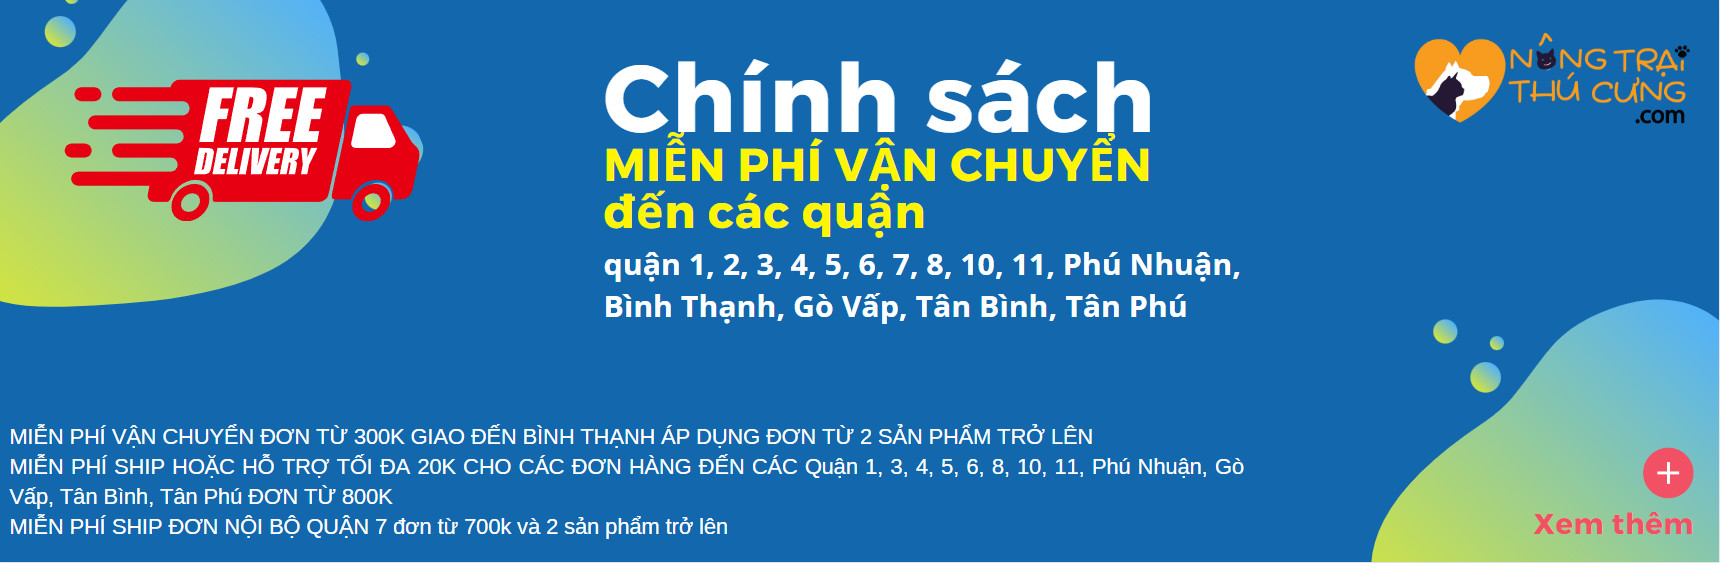 FREE
DELIVERY
Chính sách
MIỄN PHÍ VẬN CHUYỂN
đến các quận
quận 1, 2, 3, 4, 5, 6, 7, 8, 10, 11, Phú Nhuận,
Bình Thạnh, Gò Vấp, Tân Bình, Tân Phú
NÔNG TRẠI
THÚ CƯNG
.com
MIỄN PHÍ VẬN CHUYỂN ĐƠN TỪ 300K GIAO ĐẾN BÌNH THẠNH ÁP DỤNG ĐƠN TỪ 2 SẢN PHẨM TRỞ LÊN
MIỄN PHÍ SHIP HOẶC HỖ TRỢ TỐI ĐA 20K CHO CÁC ĐƠN HÀNG ĐẾN CÁC Quận 1, 3, 4, 5, 6, 8, 10, 11, Phú Nhuận, Gò
Vấp, Tân Bình, Tân Phú ĐƠN TỪ 800K
MIỄN PHÍ SHIP ĐƠN NỘI BỘ QUẬN 7 đơn từ 700k và 2 sản phẩm trở lên
Xem thêm